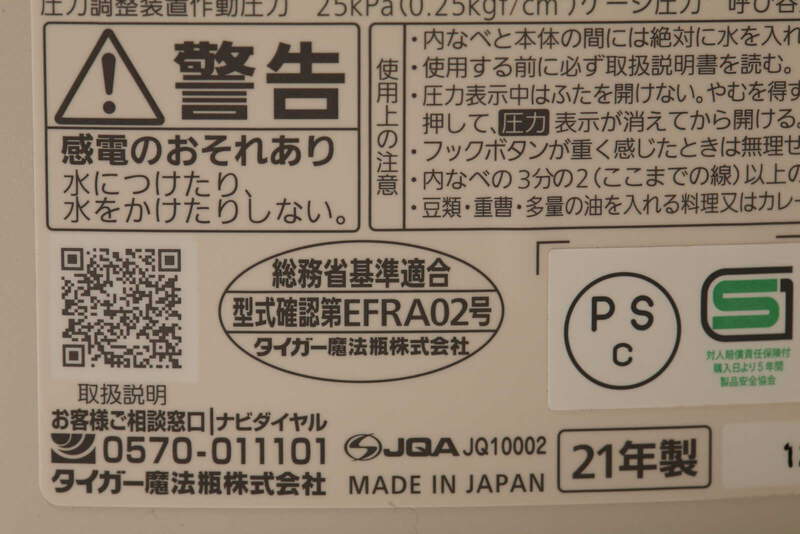 圧力調整装置作動圧力 25kPa(0.25kgf/cm²)ゲージ圧力 呼び容
警告
感電のおそれあり
水につけたり、
水をかけたりしない。
使用上の注意
・内なべと本体の間には絶対に水を入れ
・使用する前に必ず取扱説明書を読む。
・圧力表示中はふたを開けない。やむを得ず
押して、圧力 表示が消えてから開ける。
・フックボタンが重く感じたときは無理せ
・内なべの3分の2(ここまでの線)以上の
・豆類・重曹・多量の油を入れる料理又はカレー
取扱説明
総務省基準適合
型式確認第EFRA02号
タイガー魔法瓶株式会社
PS
C
S1
対人賠償責任保険付
購入日より5年間
製品安全協会
お客様ご相談窓口|ナビダイヤル
0570-011101
タイガー魔法瓶株式会社
JQA JQ10002
MADE IN JAPAN
21年製